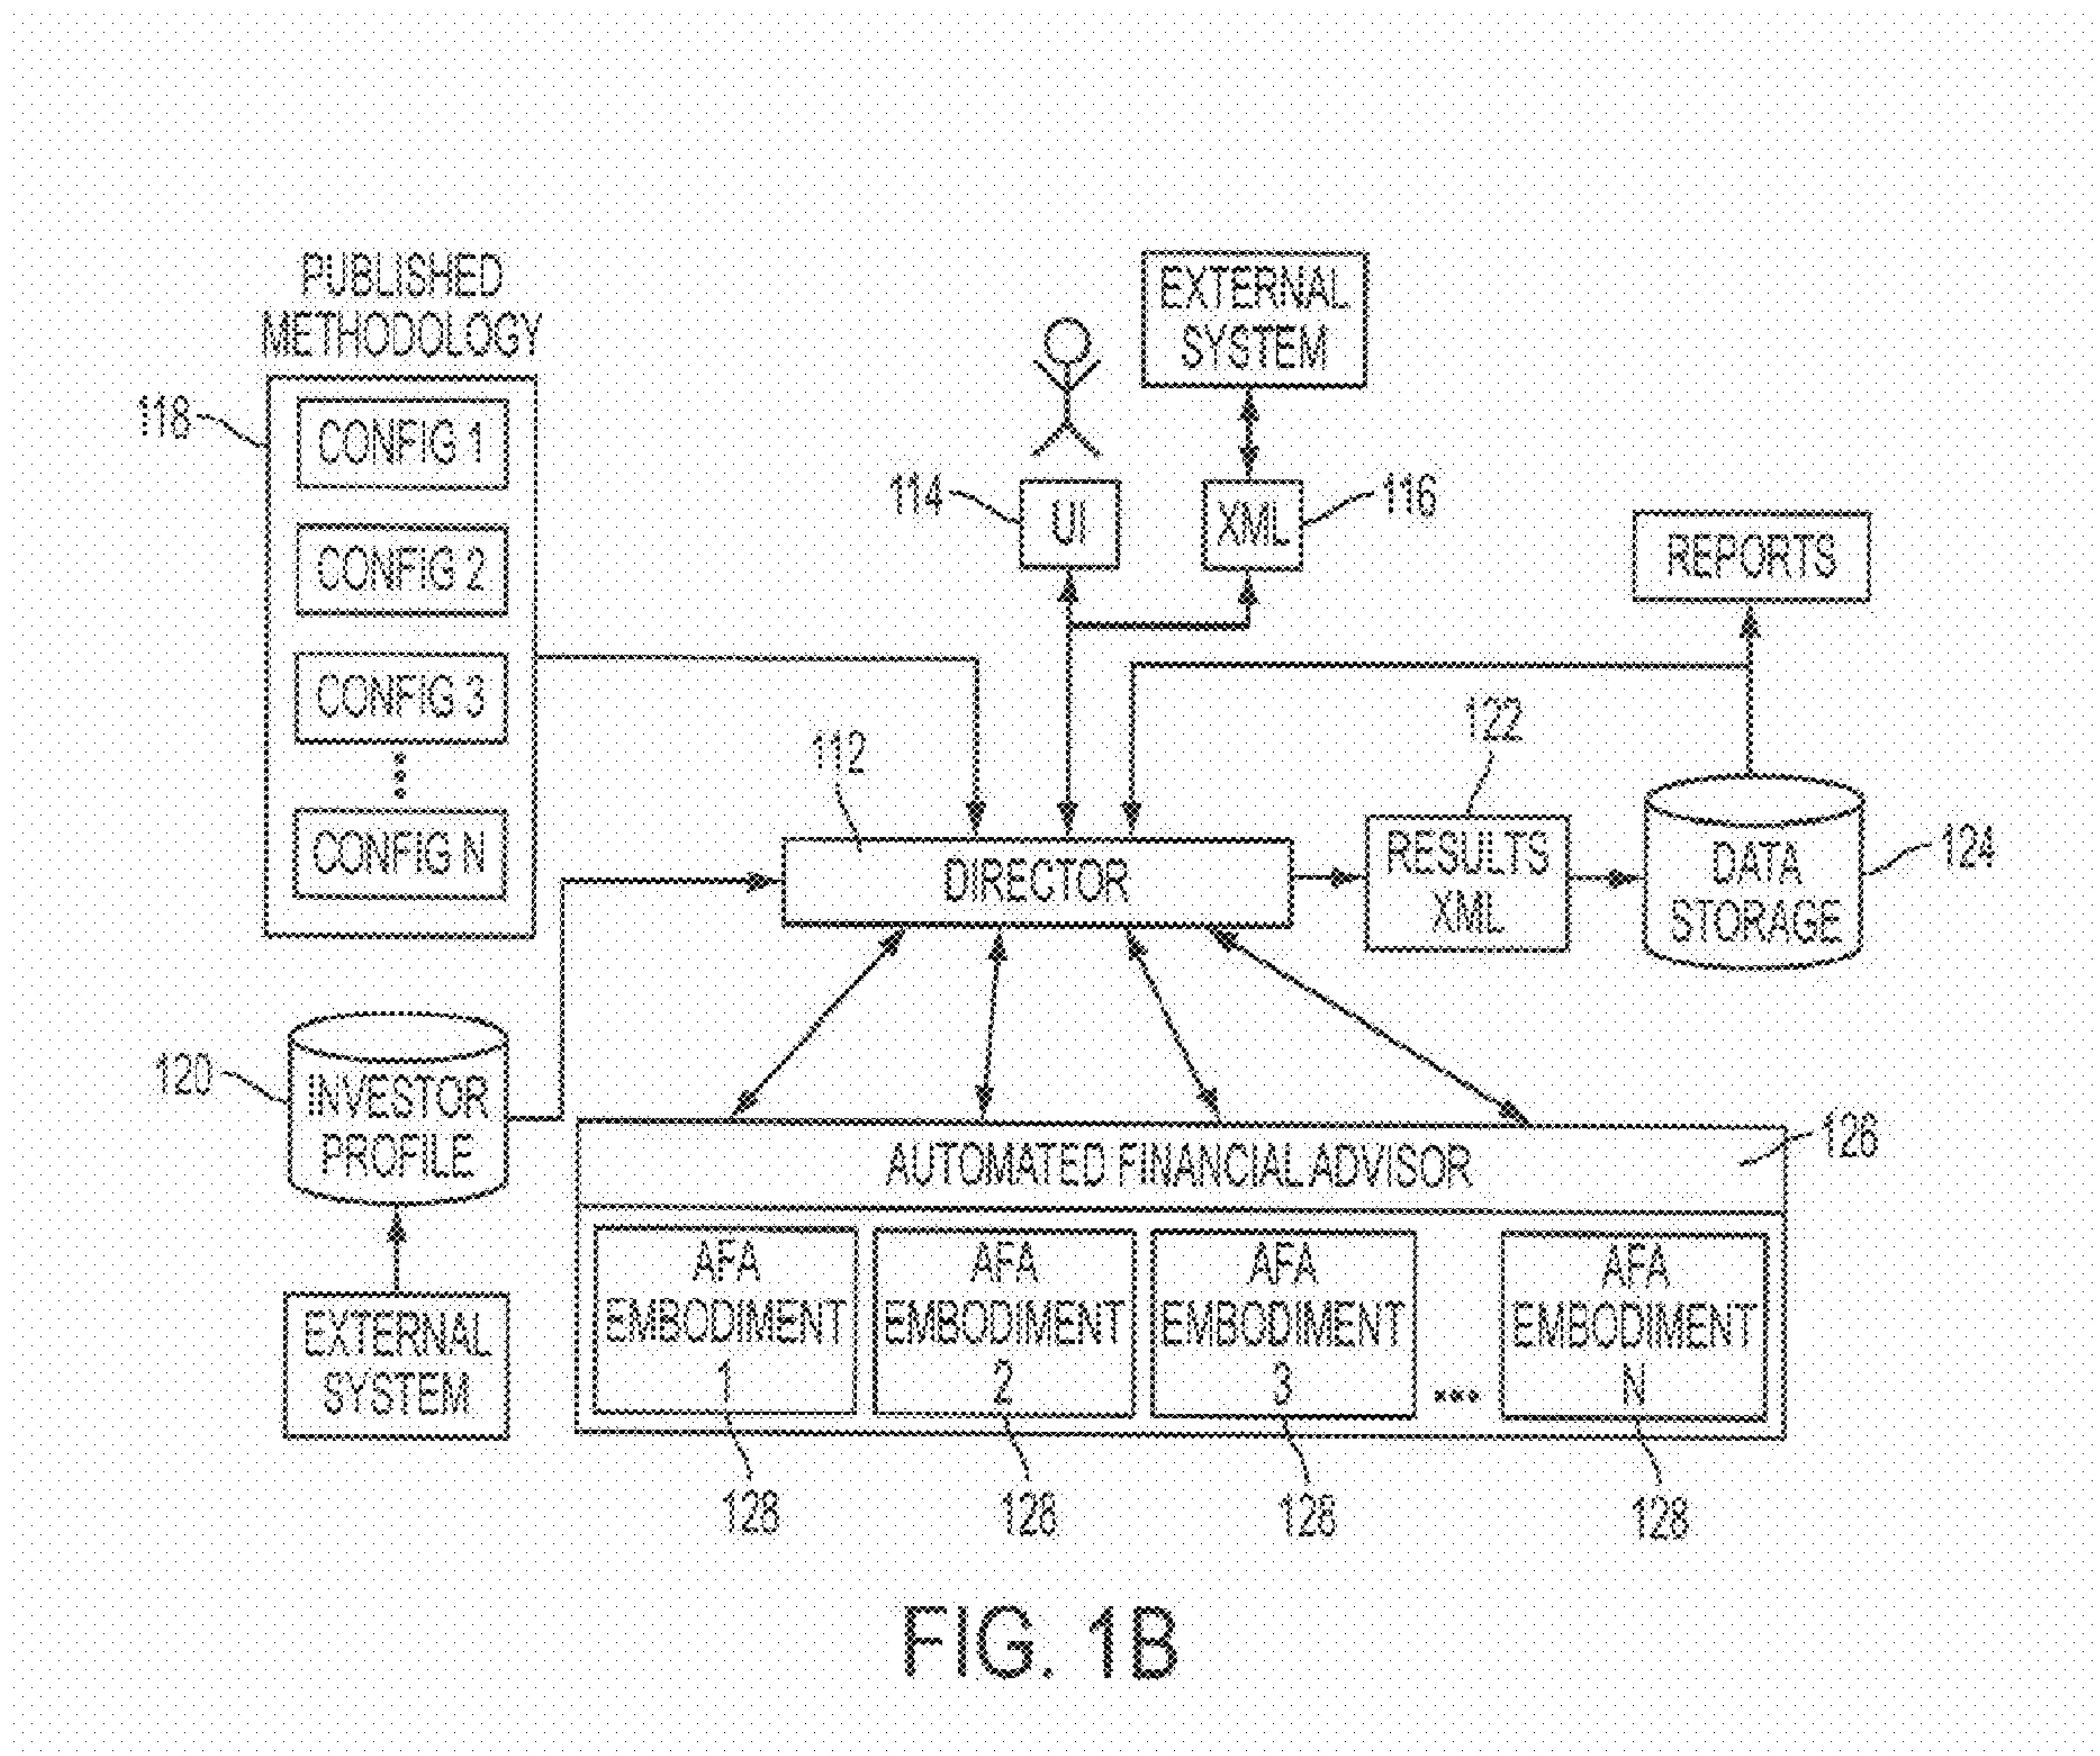 PUBLISHED
METHODOLOGY
118
CONFIG 1
CONFIG 2
CONFIG 3
CONFIG N
EXTERNAL
SYSTEM
114
UI
XML
116
REPORTS
112
122
DIRECTOR
RESULTS
XML
DATA
STORAGE
124
120
INVESTOR
PROFILE
EXTERNAL
SYSTEM
AUTOMATED FINANCIAL ADVISOR
126
AFA
EMBODIMENT
1
AFA
EMBODIMENT
2
AFA
EMBODIMENT
3
...
AFA
EMBODIMENT
N
128
128
128
128
FIG. 1B